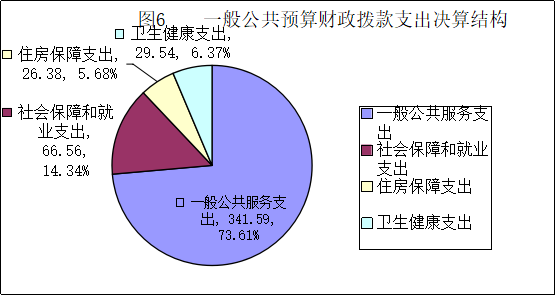 图6 一般公共预算财政拨款支出决算结构
卫生健康支出,
29.54, 6.37%
住房保障支出,
26.38, 5.68%
社会保障和就
业支出,
66.56,
14.34%
一般公共服务支
出, 341.59,
73.61%
一般公共服务支
出
社会保障和就业
支出
住房保障支出
卫生健康支出